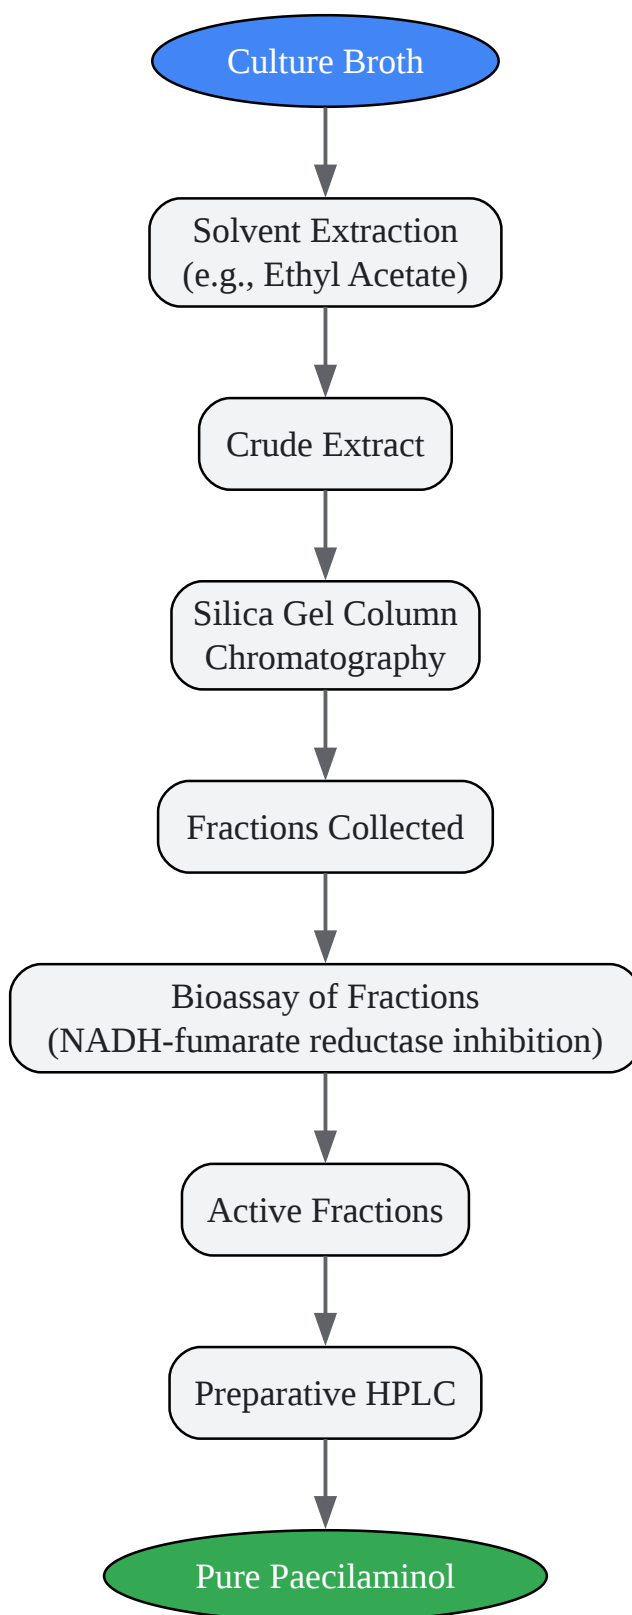 Culture Broth
Solvent Extraction
(e.g., Ethyl Acetate)
Crude Extract
Silica Gel Column
Chromatography
Fractions Collected
Bioassay of Fractions
(NADH-fumarate reductase inhibition)
Active Fractions
Preparative HPLC
Pure Paecilaminol